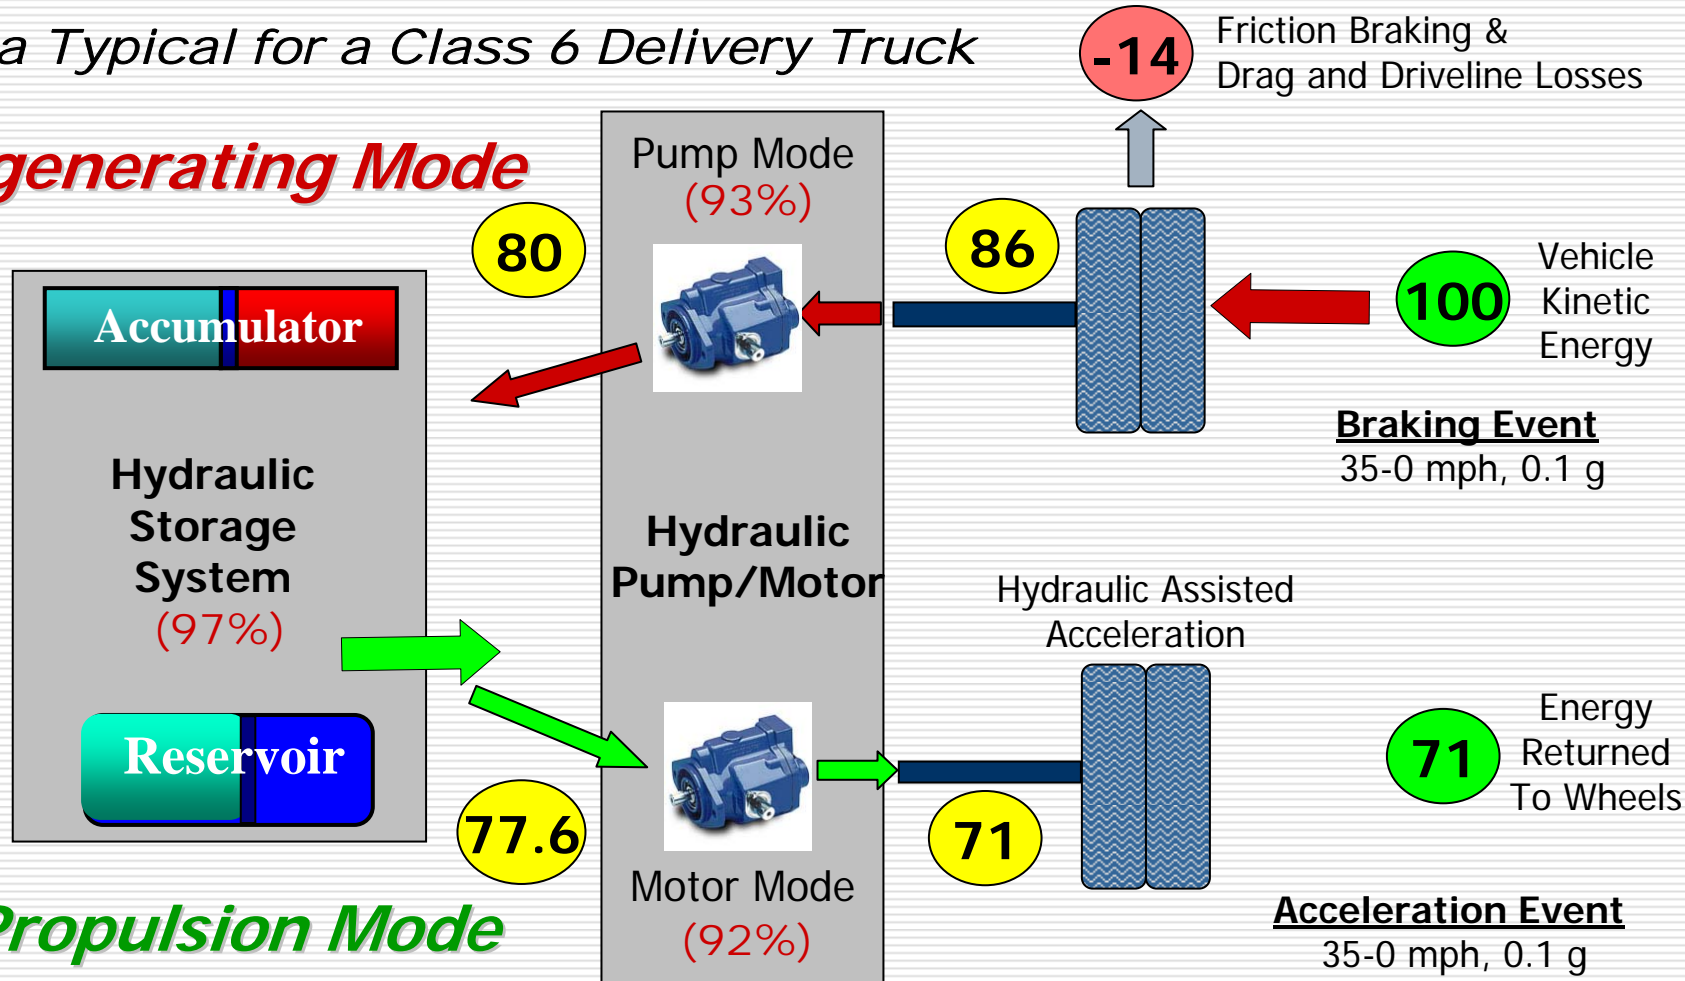 a Typical for a Class 6 Delivery Truck
-14
Friction Braking &
Drag and Driveline Losses
generating Mode
Pump Mode
(93%)
80
86
100
Vehicle
Kinetic
Energy
Accumulator
Braking Event
35-0 mph, 0.1 g
Hydraulic
Storage
System
(97%)
Hydraulic
Pump/Motor
Hydraulic Assisted
Acceleration
Reservoir
77.6
71
71
Energy
Returned
To Wheels
Motor Mode
(92%)
Propulsion Mode
Acceleration Event
35-0 mph, 0.1 g